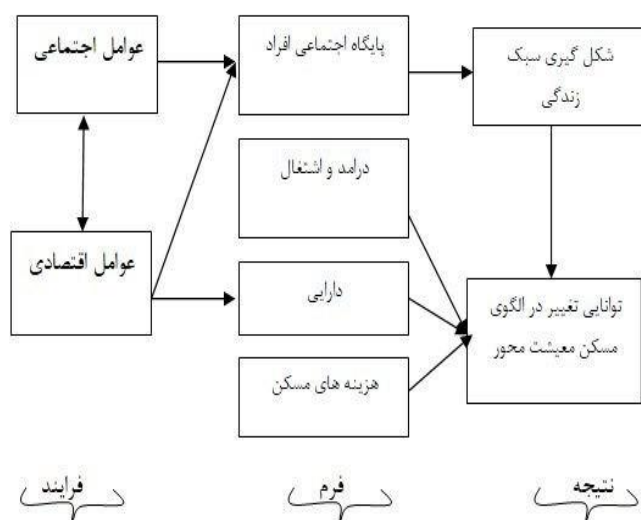 عوامل اجتماعی
پایگاه اجتماعی افراد
شکل گیری سبک
زندگی
درامد و اشتغال
عوامل اقتصادی
دارایی
توانایی تغییر در الگوی
مسکن معیشت محور
هزینه های مسکن
فرایند
فرم
نتیجه